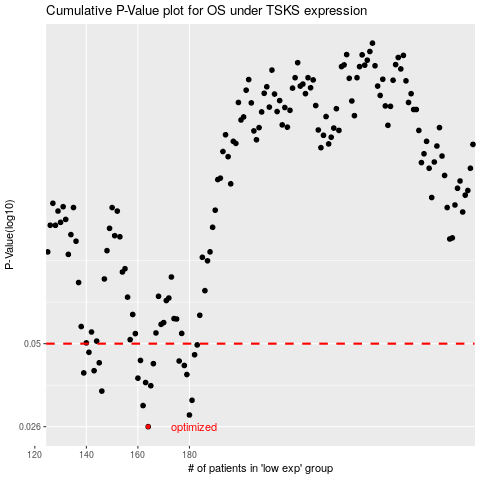 Cumulative P-Value plot for OS under TSKS expression
P-Value(log10)
0.05
0.026
optimized
120 140 160 180
# of patients in 'low exp' group